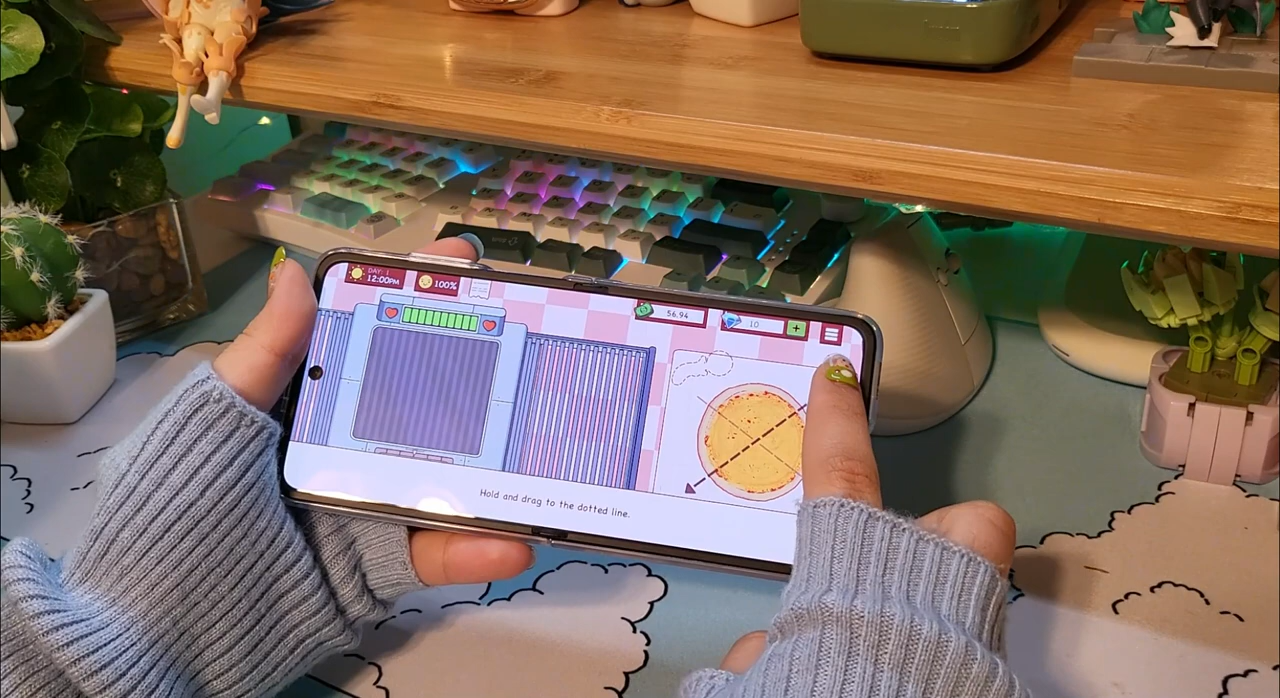 DAY: 1
12:00PM
100%
56.94
10
+
Hold and drag to the dotted line.